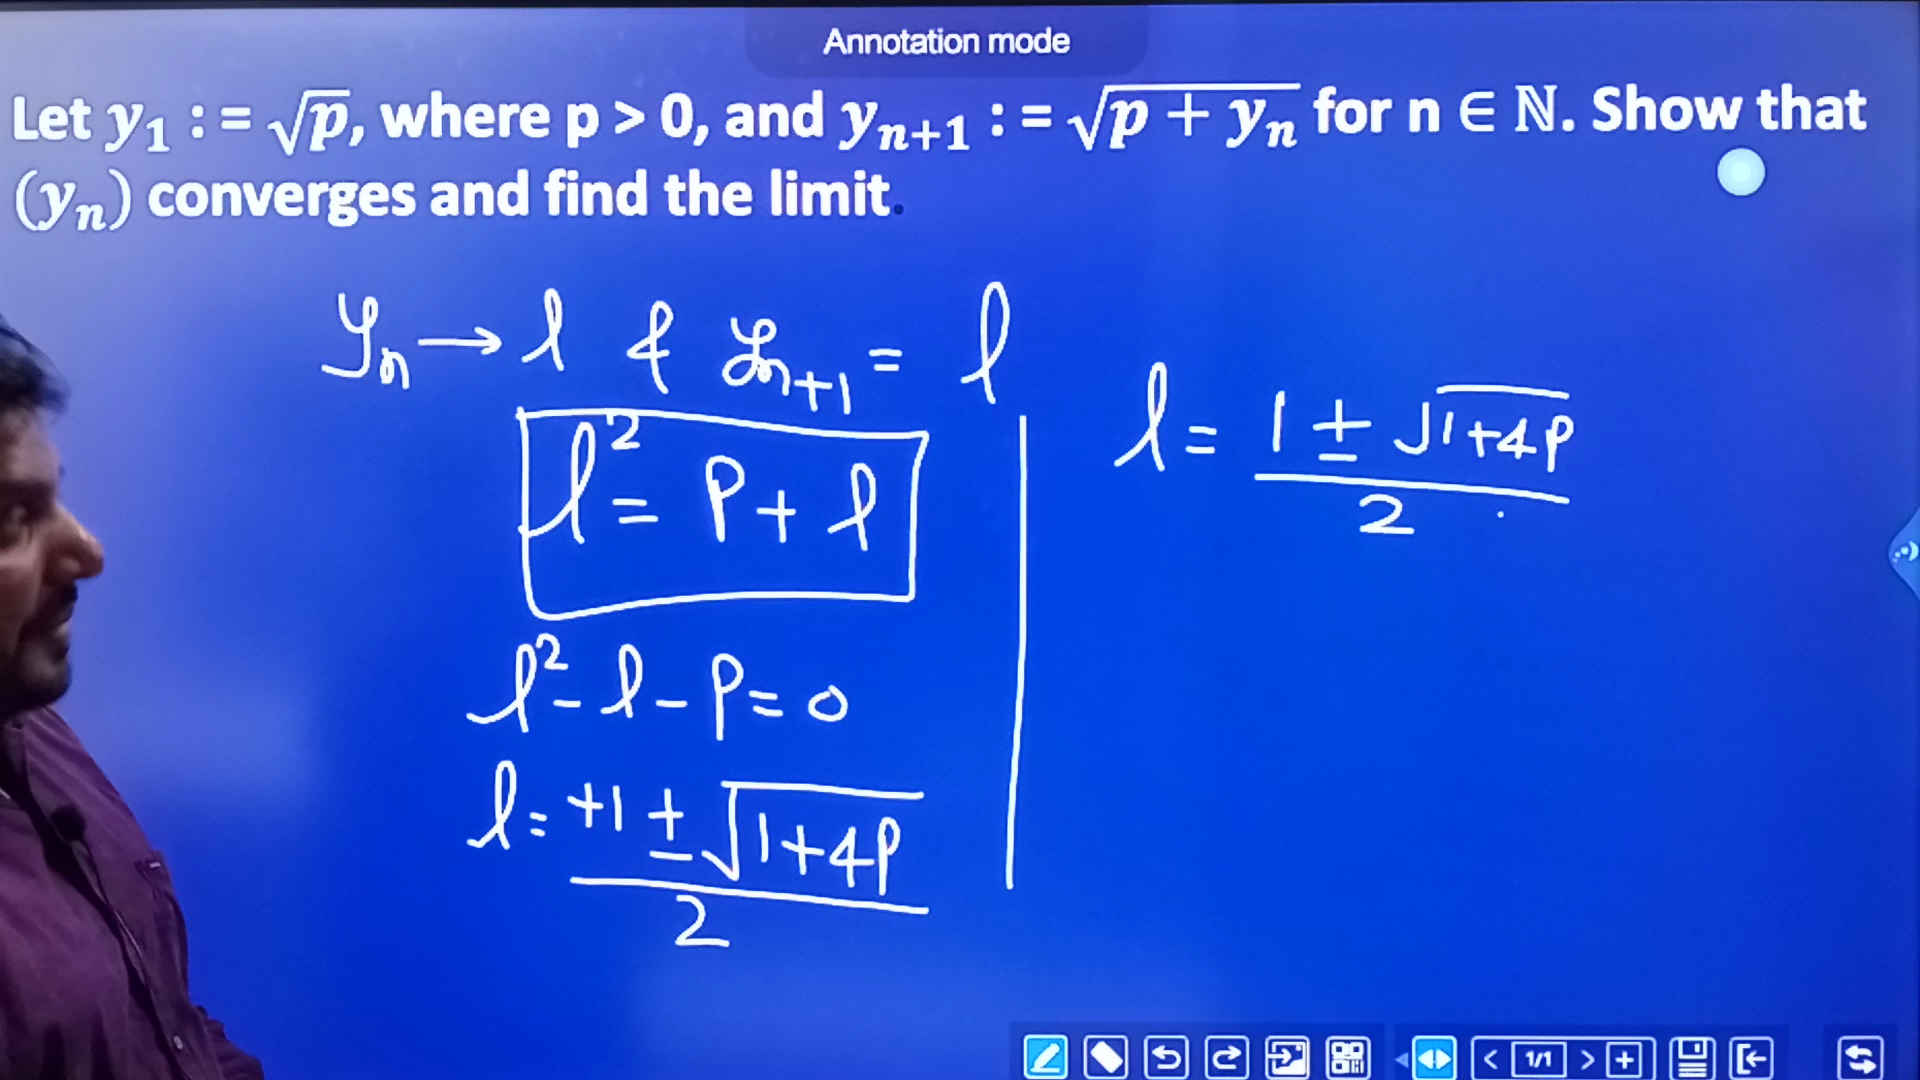 Annotation mode
Let y₁ := √p, where p > 0, and yₙ₊₁ := √(p + yₙ) for n ∈ ℕ. Show that
(yₙ) converges and find the limit.
yₙ → l & yₙ₊₁ = l
l² = p + l
l² - l - p = 0
l = (+1 ± √(1+4p))/2
l = (1 ± √(1+4p))/2
1/1